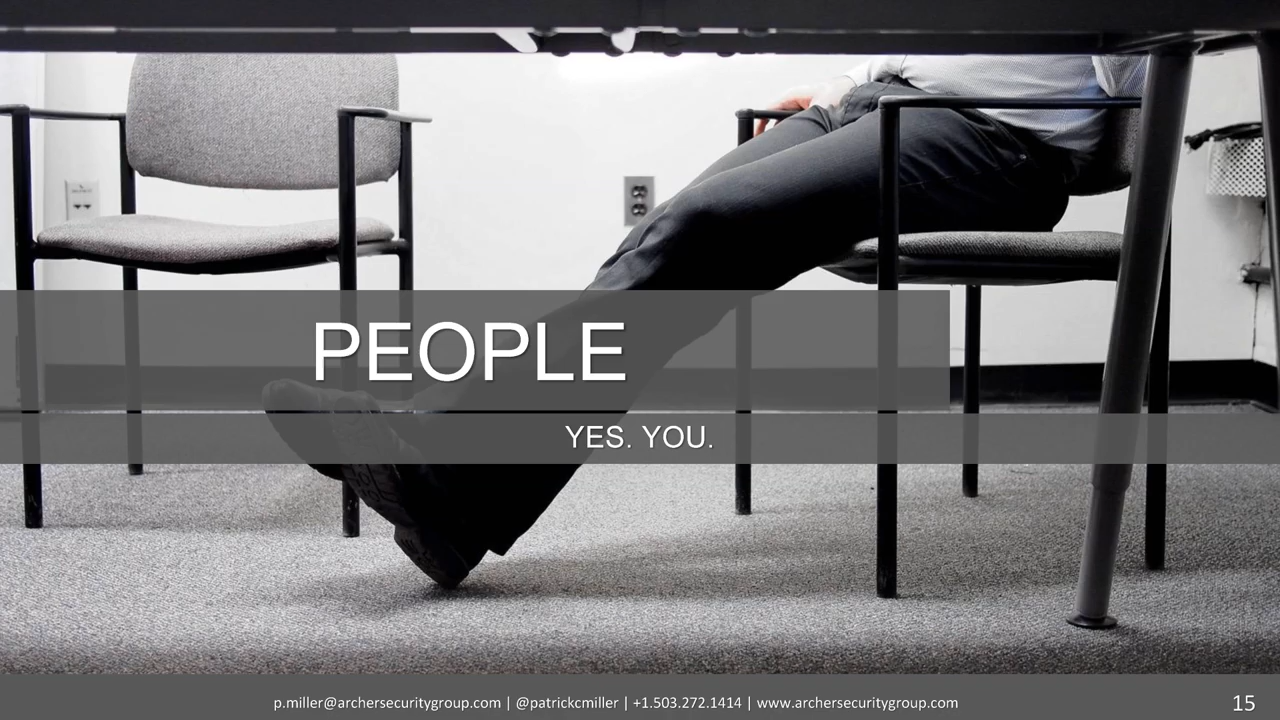 PEOPLE
YES. YOU.
p.miller@archersecuritygroup.com | @patrickcmiller | +1.503.272.1414 | www.archersecuritygroup.com
15